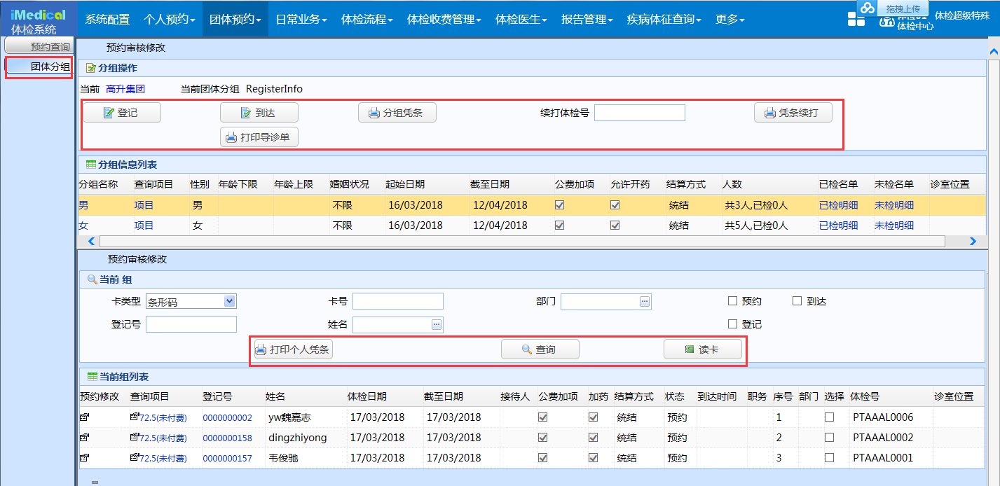 iMedical
体检系统
系统配置 个人预约 团体预约 日常业务 体检流程 体检收费管理 体检医生 报告管理 疾病体征查询 更多
拖拽上传
体检超级特殊
体检中心
预约查询
团体分组
预约审核修改
分组操作
当前 高升集团 当前团体分组 RegisterInfo
登记 到达 分组凭条 续打体检号 凭条续打
打印导诊单
分组信息列表
分组名称 查询项目 性别 年龄下限 年龄上限 婚姻状况 起始日期 截至日期 公费加项 允许开药 结算方式 人数 已检名单 未检名单 诊室位置
男 项目 男 不限 16/03/2018 12/04/2018 统结 共3人,已检0人 已检明细 未检明细
女 项目 女 不限 16/03/2018 12/04/2018 统结 共5人,已检0人 已检明细 未检明细
预约审核修改
当前 组
卡类型 条形码 卡号 部门 预约 到达
登记号 姓名 登记
打印个人凭条 查询 读卡
当前组列表
预约修改 查询项目 登记号 姓名 体检日期 截至日期 接待人 公费加项 加药 结算方式 状态 到达时间 职务 序号 部门 选择 体检号 诊室位置
72.5(未付费) 0000000002 yw魏嘉志 17/03/2018 17/03/2018 统结 预约 1 PTAAAL0006
72.5(未付费) 0000000158 dingzhiyong 17/03/2018 17/03/2018 统结 预约 2 PTAAAL0002
72.5(未付费) 0000000157 韦俊驰 17/03/2018 17/03/2018 统结 预约 3 PTAAAL0001